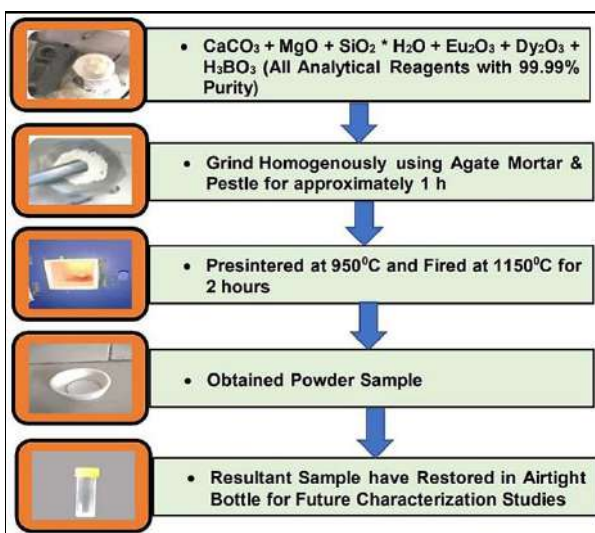 • CaCO₃ + MgO + SiO₂ * H₂O + Eu₂O₃ + Dy₂O₃ +
H₃BO₃ (All Analytical Reagents with 99.99%
Purity)
• Grind Homogenously using Agate Mortar &
Pestle for approximately 1 h
• Presintered at 950⁰C and Fired at 1150⁰C for
2 hours
• Obtained Powder Sample
• Resultant Sample have Restored in Airtight
Bottle for Future Characterization Studies